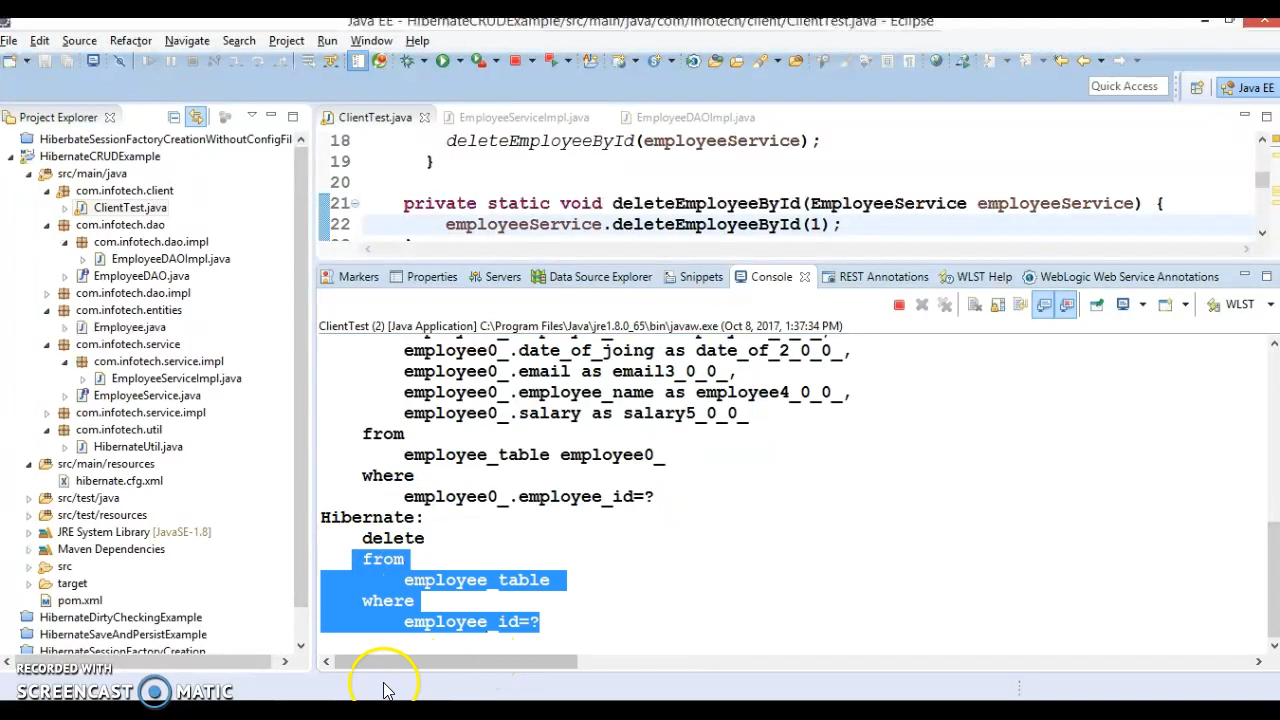 Java EE - HibernateCRUDExample/src/main/java/com/infotech/client/ClientTest.java - Eclipse
File Edit Source Refactor Navigate Search Project Run Window Help
Quick Access
Java EE
Project Explorer
HiberbateSessionFactoryCreationWithoutConfigFil
HibernateCRUDExample
src/main/java
com.infotech.client
ClientTest.java
com.infotech.dao
com.infotech.dao.impl
EmployeeDAOImpl.java
EmployeeDAO.java
com.infotech.dao.impl
com.infotech.entities
Employee.java
com.infotech.service
com.infotech.service.impl
EmployeeServiceImpl.java
EmployeeService.java
com.infotech.service.impl
com.infotech.util
HibernateUtil.java
src/main/resources
hibernate.cfg.xml
src/test/java
src/test/resources
JRE System Library [JavaSE-1.8]
Maven Dependencies
src
target
pom.xml
HibernateDirtyCheckingExample
HibernateSaveAndPersistExample
HibernateSessionFactoryCreation
ClientTest.java EmployeeServiceImpl.java EmployeeDAOImpl.java
18 deleteEmployeeById(employeeService);
19 }
20
21 private static void deleteEmployeeById(EmployeeService employeeService) {
22 employeeService.deleteEmployeeById(1);
Markers Properties Servers Data Source Explorer Snippets Console REST Annotations WLST Help WebLogic Web Service Annotations
WLST
ClientTest (2) [Java Application] C:\Program Files\Java\jre1.8.0_65\bin\javaw.exe (Oct 8, 2017, 1:37:34 PM)
employee0_.date_of_joing as date_of_2_0_0_,
employee0_.email as email3_0_0_,
employee0_.employee_name as employee4_0_0_,
employee0_.salary as salary5_0_0_
from
employee_table employee0_
where
employee0_.employee_id=?
Hibernate:
delete
from
employee_table
where
employee_id=?
RECORDED WITH
SCREENCAST MATIC